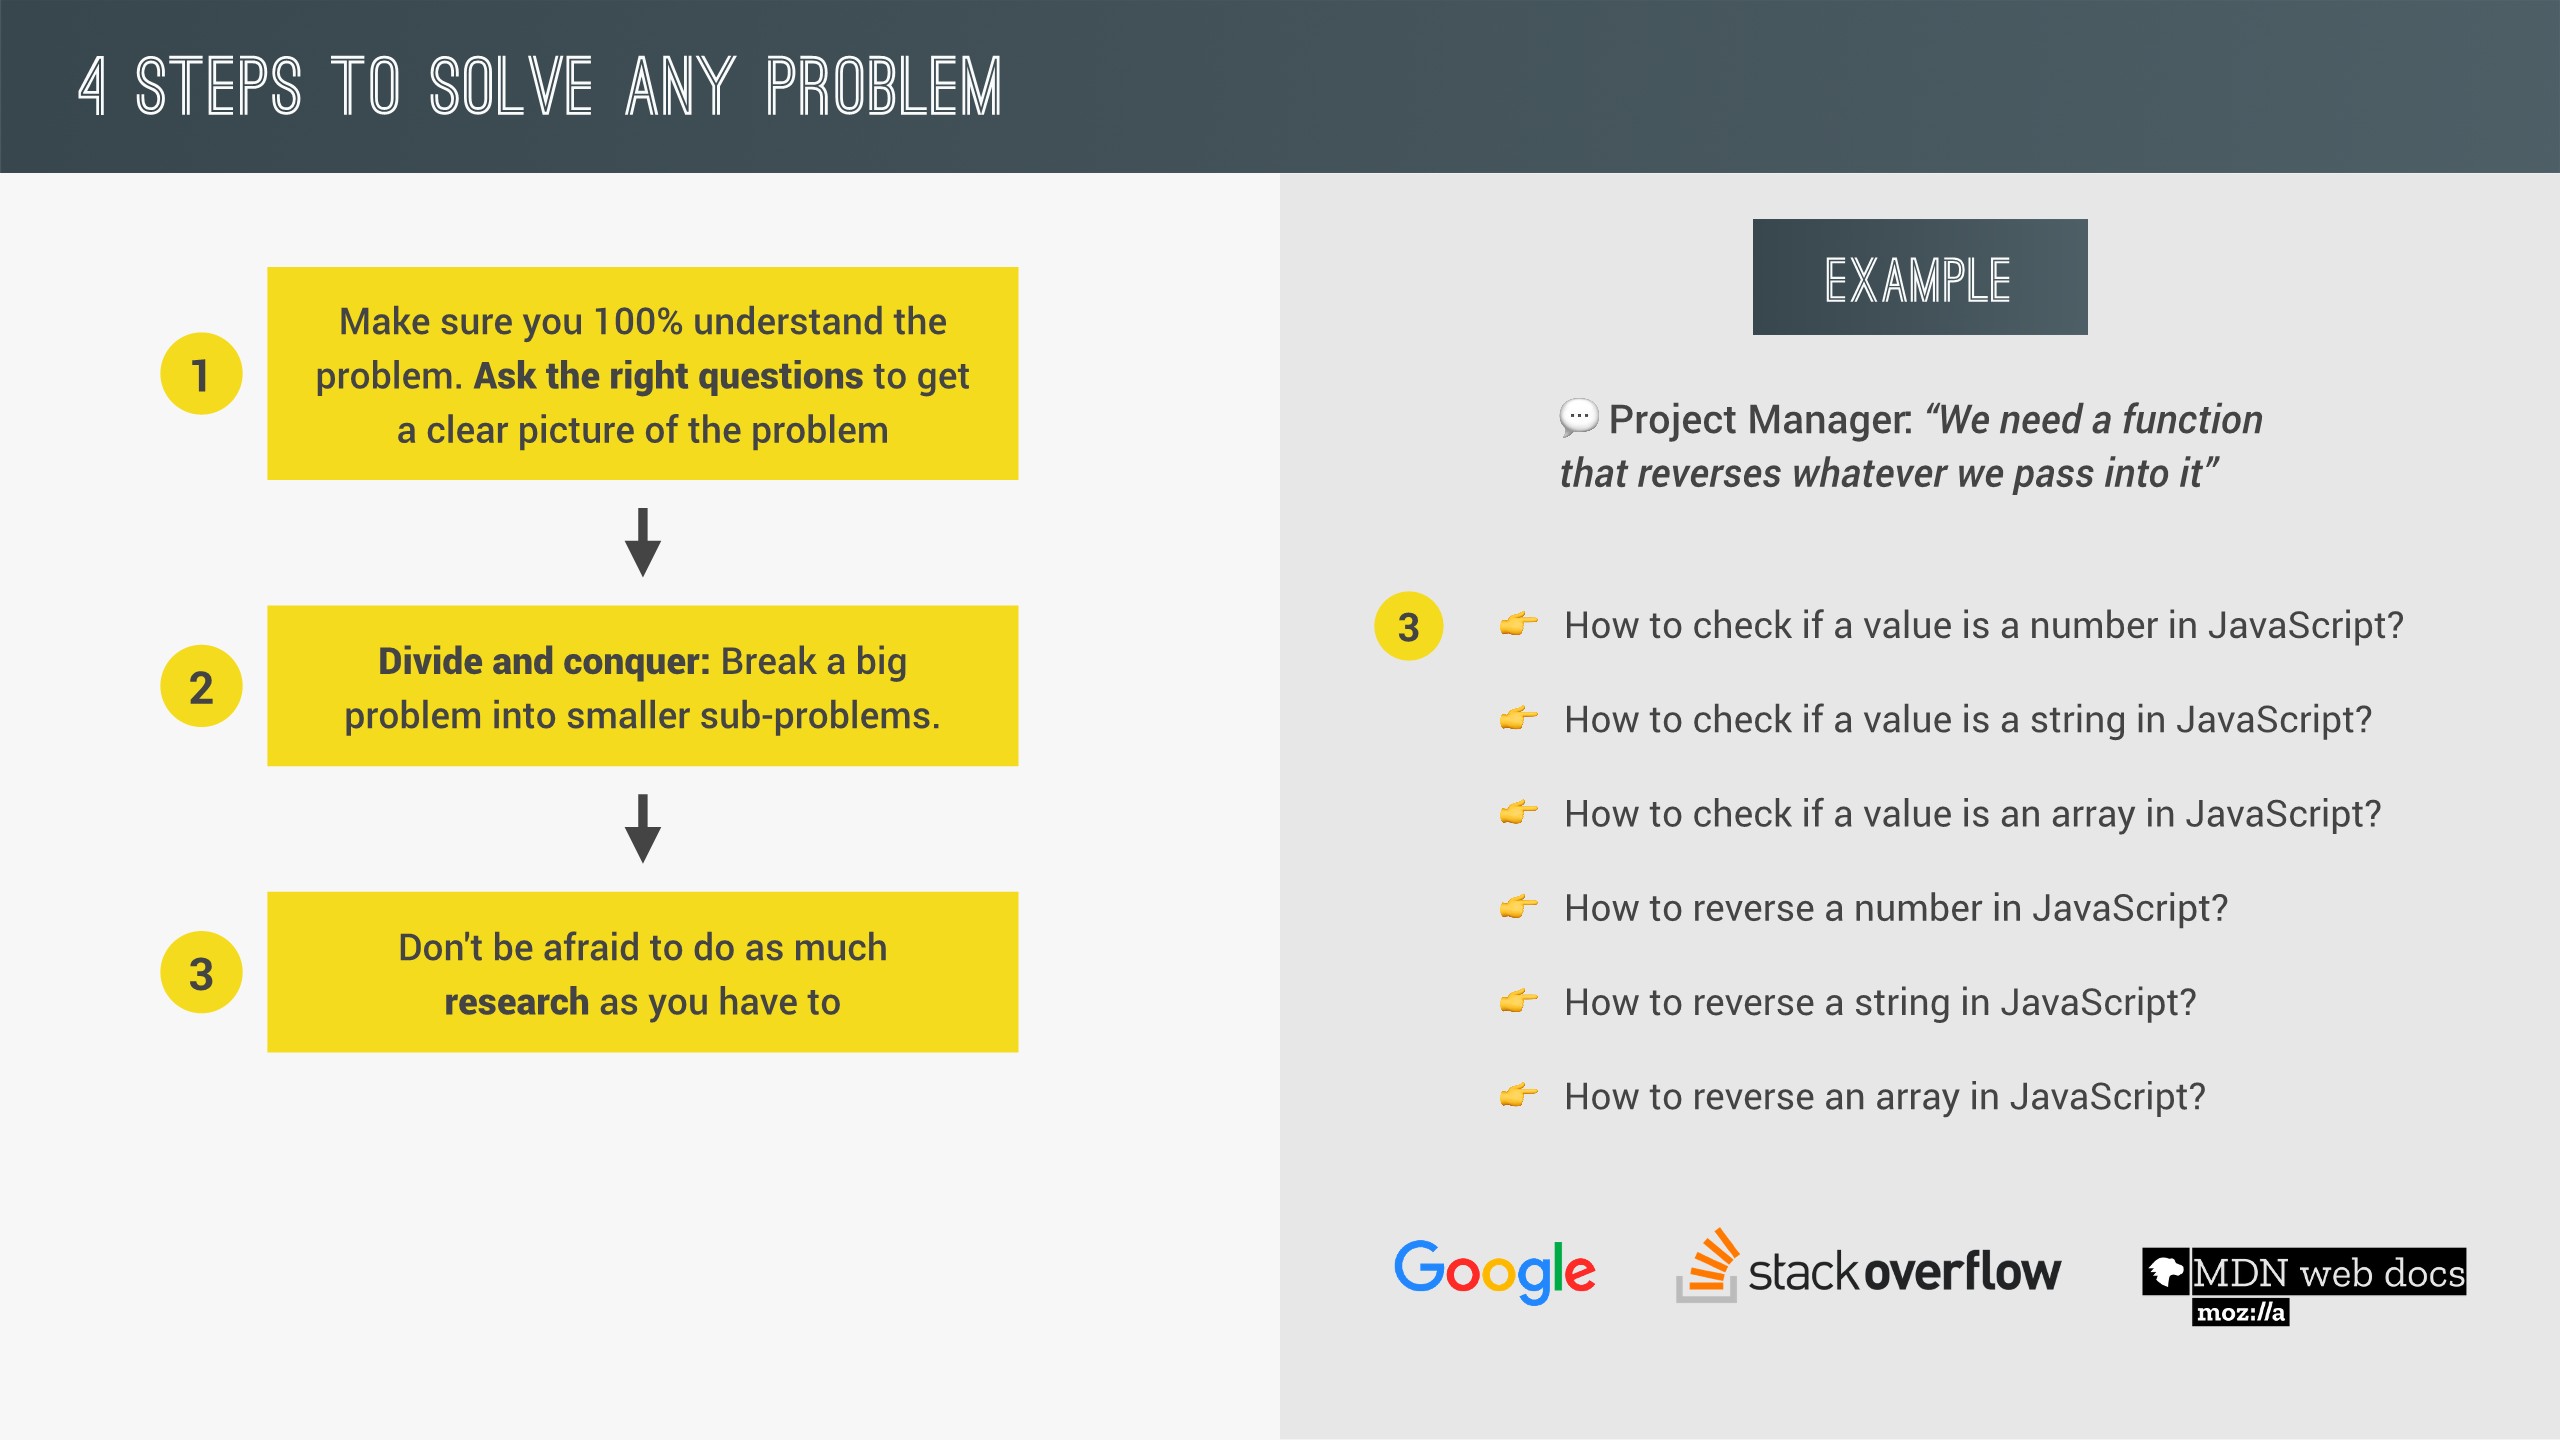 4 STEPS TO SOLVE ANY PROBLEM
1
Make sure you 100% understand the
problem. Ask the right questions to get
a clear picture of the problem
2
Divide and conquer: Break a big
problem into smaller sub-problems.
3
Don't be afraid to do as much
research as you have to
EXAMPLE
Project Manager: “We need a function
that reverses whatever we pass into it”
3
How to check if a value is a number in JavaScript?
How to check if a value is a string in JavaScript?
How to check if a value is an array in JavaScript?
How to reverse a number in JavaScript?
How to reverse a string in JavaScript?
How to reverse an array in JavaScript?
Google
stackoverflow
MDN web docs
moz://a